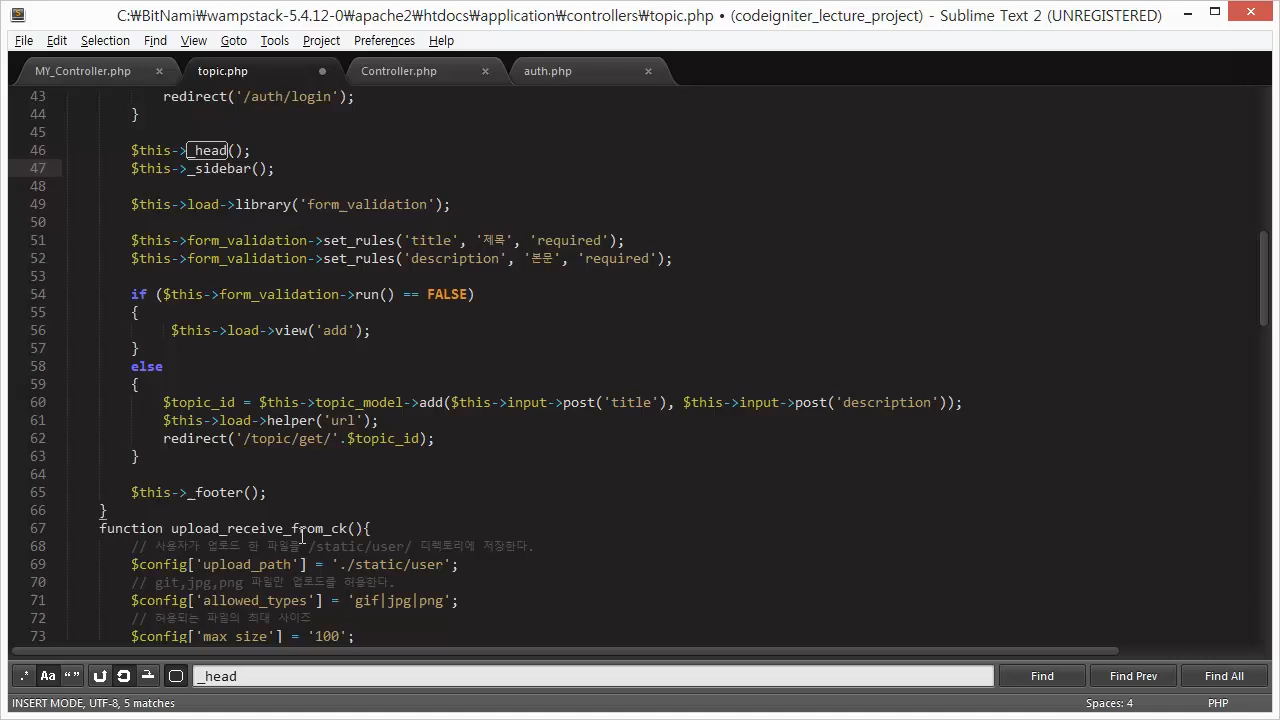 C:₩BitNami₩wampstack-5.4.12-0₩apache2₩htdocs₩application₩controllers₩topic.php • (codeigniter_lecture_project) - Sublime Text 2 (UNREGISTERED)
File Edit Selection Find View Goto Tools Project Preferences Help
MY_Controller.php topic.php Controller.php auth.php
43 redirect('/auth/login');
44 }
45
46 $this->_head();
47 $this->_sidebar();
48
49 $this->load->library('form_validation');
50
51 $this->form_validation->set_rules('title', '제목', 'required');
52 $this->form_validation->set_rules('description', '본문', 'required');
53
54 if ($this->form_validation->run() == FALSE)
55 {
56 $this->load->view('add');
57 }
58 else
59 {
60 $topic_id = $this->topic_model->add($this->input->post('title'), $this->input->post('description'));
61 $this->load->helper('url');
62 redirect('/topic/get/'.$topic_id);
63 }
64
65 $this->_footer();
66 }
67 function upload_receive_from_ck(){
68 // 사용자가 업로드 한 파일을 /static/user/ 디렉토리에 저장한다.
69 $config['upload_path'] = './static/user';
70 // git,jpg,png 파일만 업로드를 허용한다.
71 $config['allowed_types'] = 'gif|jpg|png';
72 // 허용되는 파일의 최대 사이즈
73 $config['max_size'] = '100';
.* Aa “” _head Find Find Prev Find All
INSERT MODE, UTF-8, 5 matches Spaces: 4 PHP